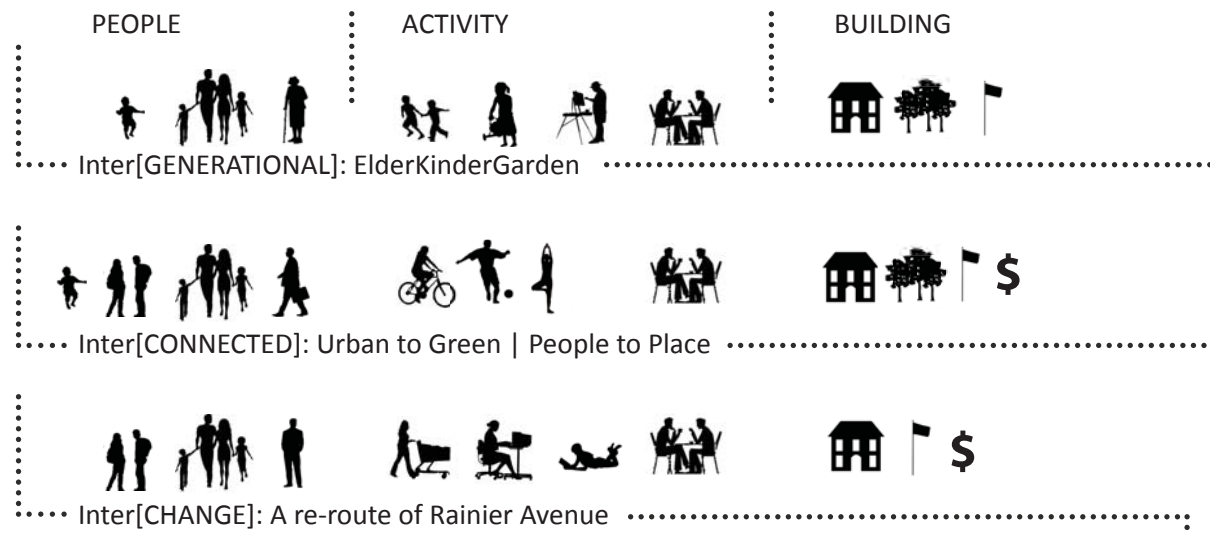 PEOPLE ACTIVITY BUILDING
Inter[GENERATIONAL]: ElderKinderGarden
$
Inter[CONNECTED]: Urban to Green | People to Place
$
Inter[CHANGE]: A re-route of Rainier Avenue